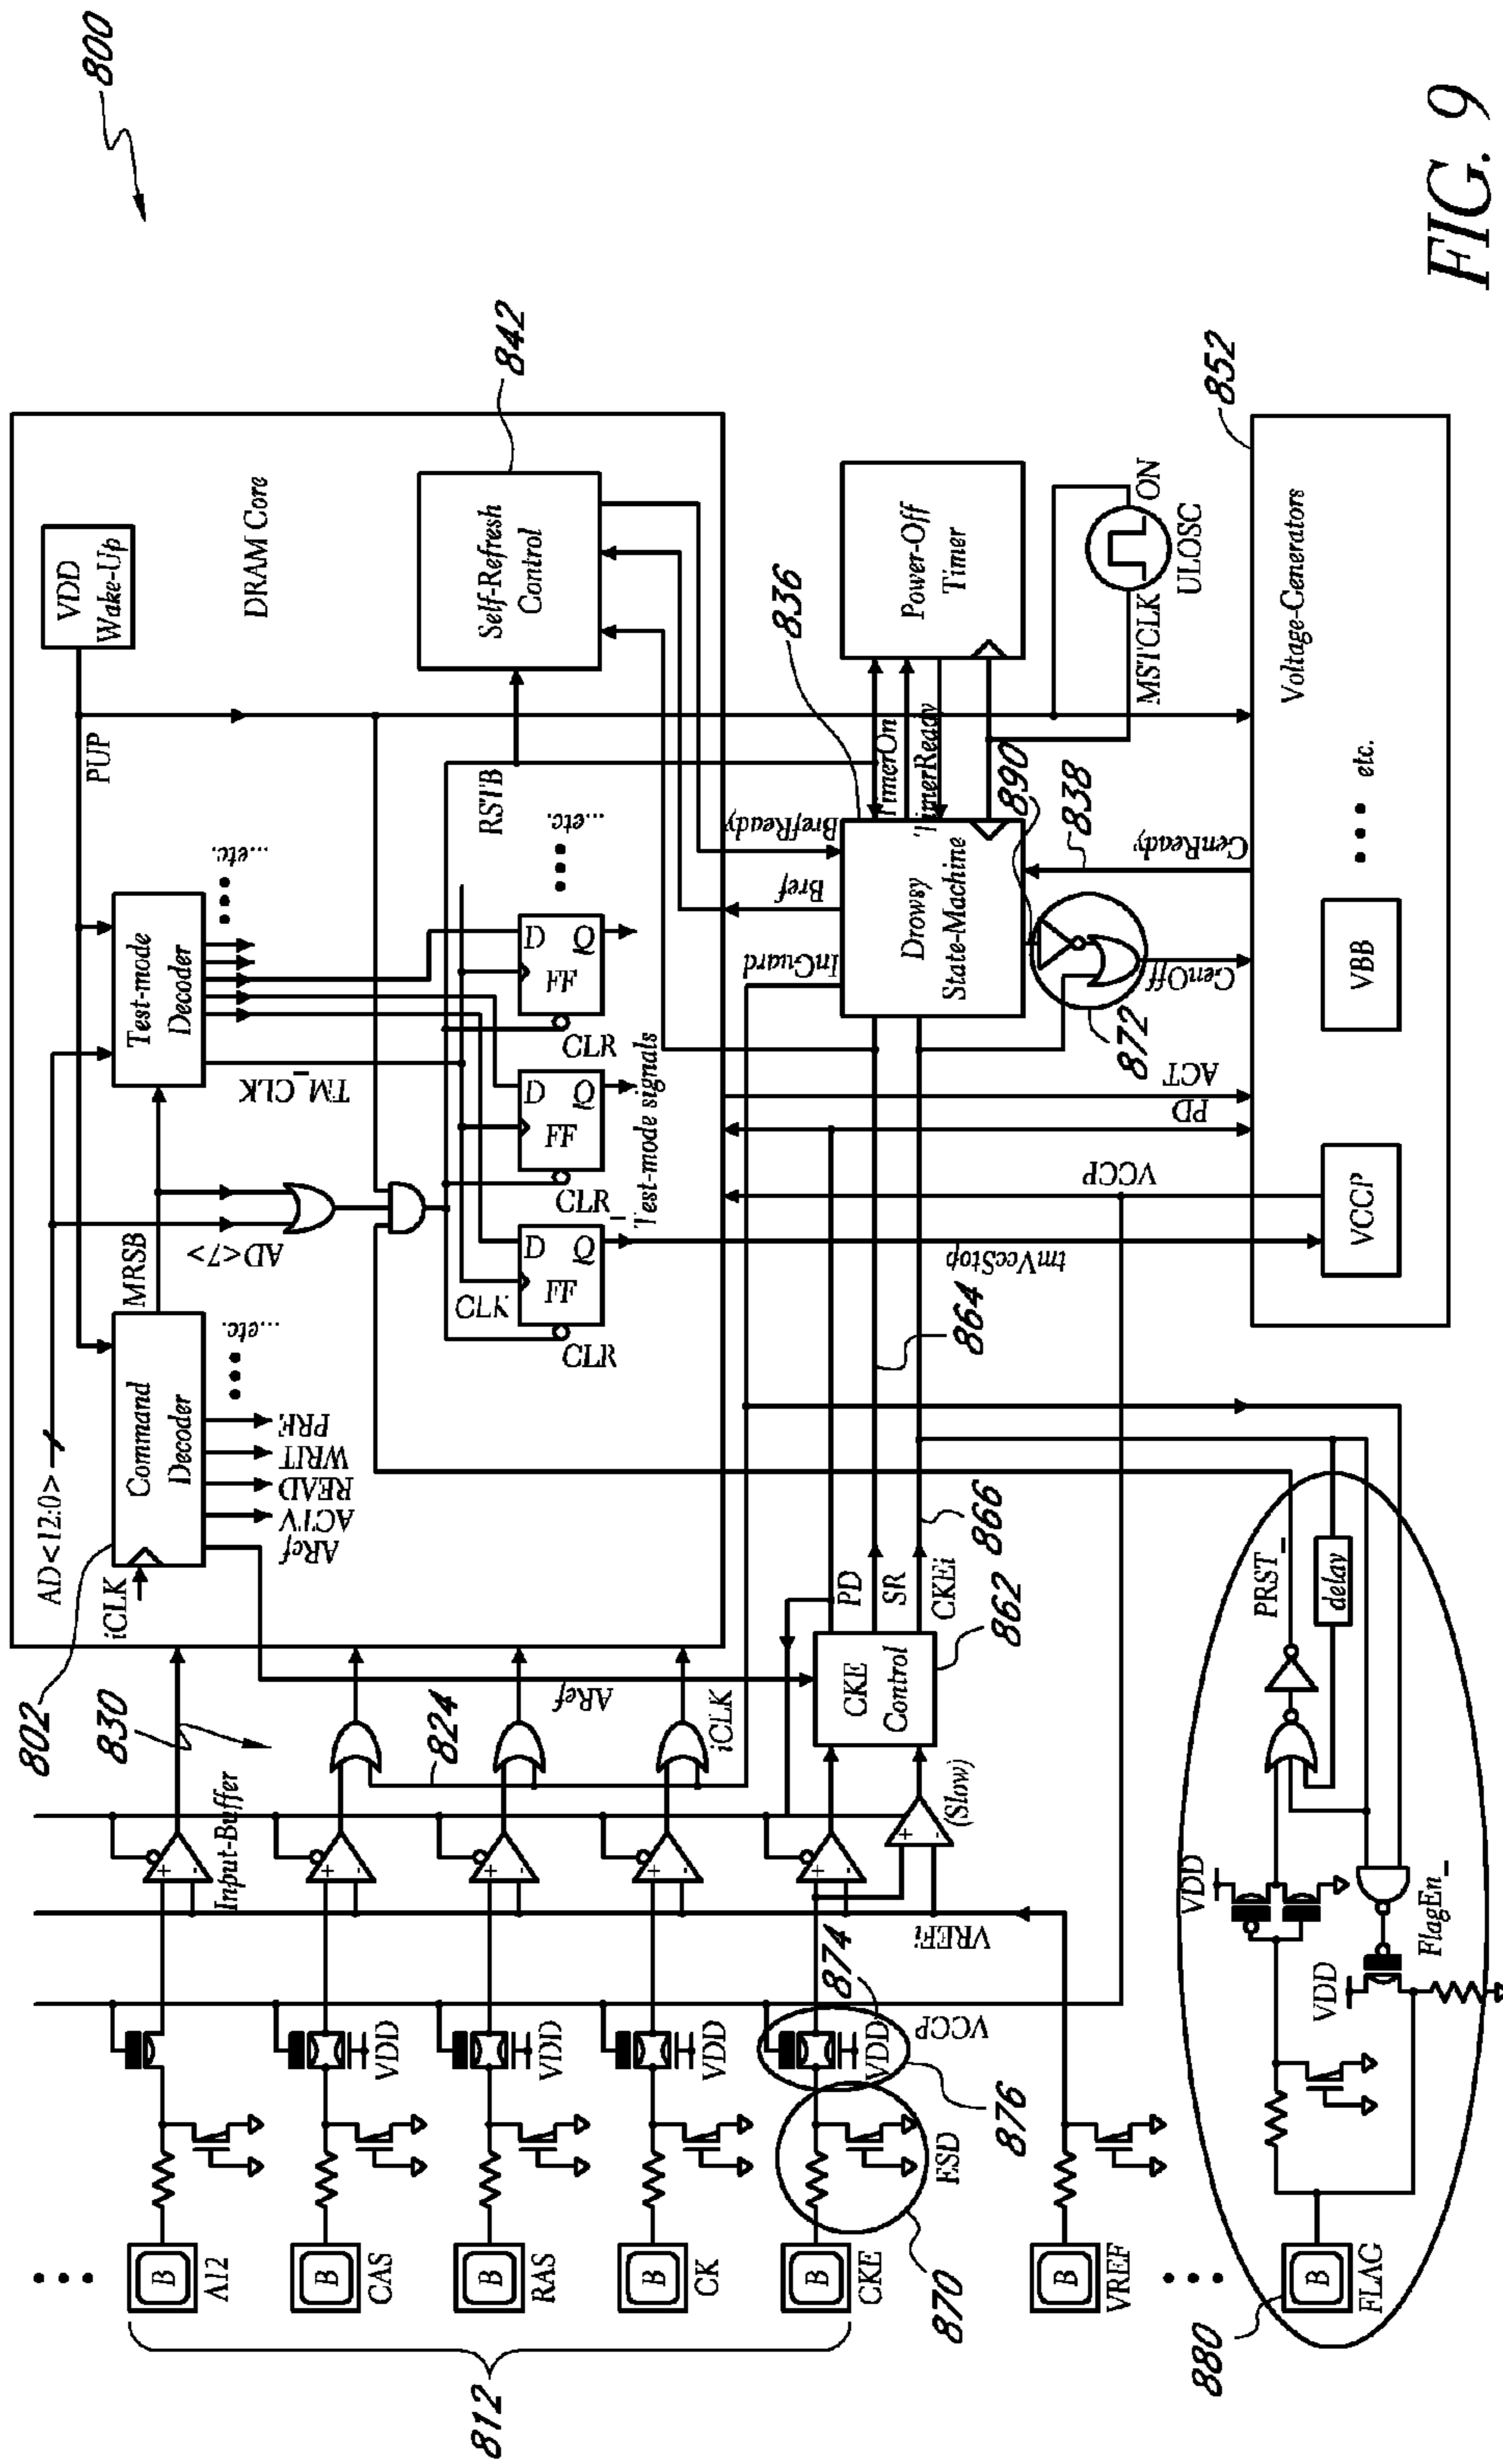 800
VDD
Wake-Up
DRAM Core
842
PUP
AD<12:0>
802
iCLK
Command
Decoder
ARef
ACTV
READ
WRIT
PRE
...etc.
MRSB
AD<7>
Test-mode
Decoder
...etc.
TM_CLK
CLK
D Q
FF
CLR
D Q
FF
CLR_
D Q
FF
CLR
...etc.
Test-mode signals
RSTB
Self-Refresh
Control
830
824
Input-Buffer
ARef
iCLK
812
B
A12
B
CAS
VDD
B
RAS
VDD
B
CK
VDD
B
CKE
VDD
870
ESD
874
876
VCCP
VREFi
B
VREF
+
-
+
-
+
-
+
-
+
-
+
-
(Slow)
CKE
Control
862
PD
SR
CKEi
866
864
InGuard
Bref
BrefReady
836
Drowsy
State-Machine
TimerOn
TimerReady
Power-Off
Timer
890
838
872
GenOff
GenReady
MSTCLK
ON
ULOSC
ACT
PD
VCCP
tmVccStop
852
Voltage-Generators
VCCP
VBB
etc.
880
B
FLAG
VDD
VDD
FlagEn_
PRST_
delay
FIG. 9